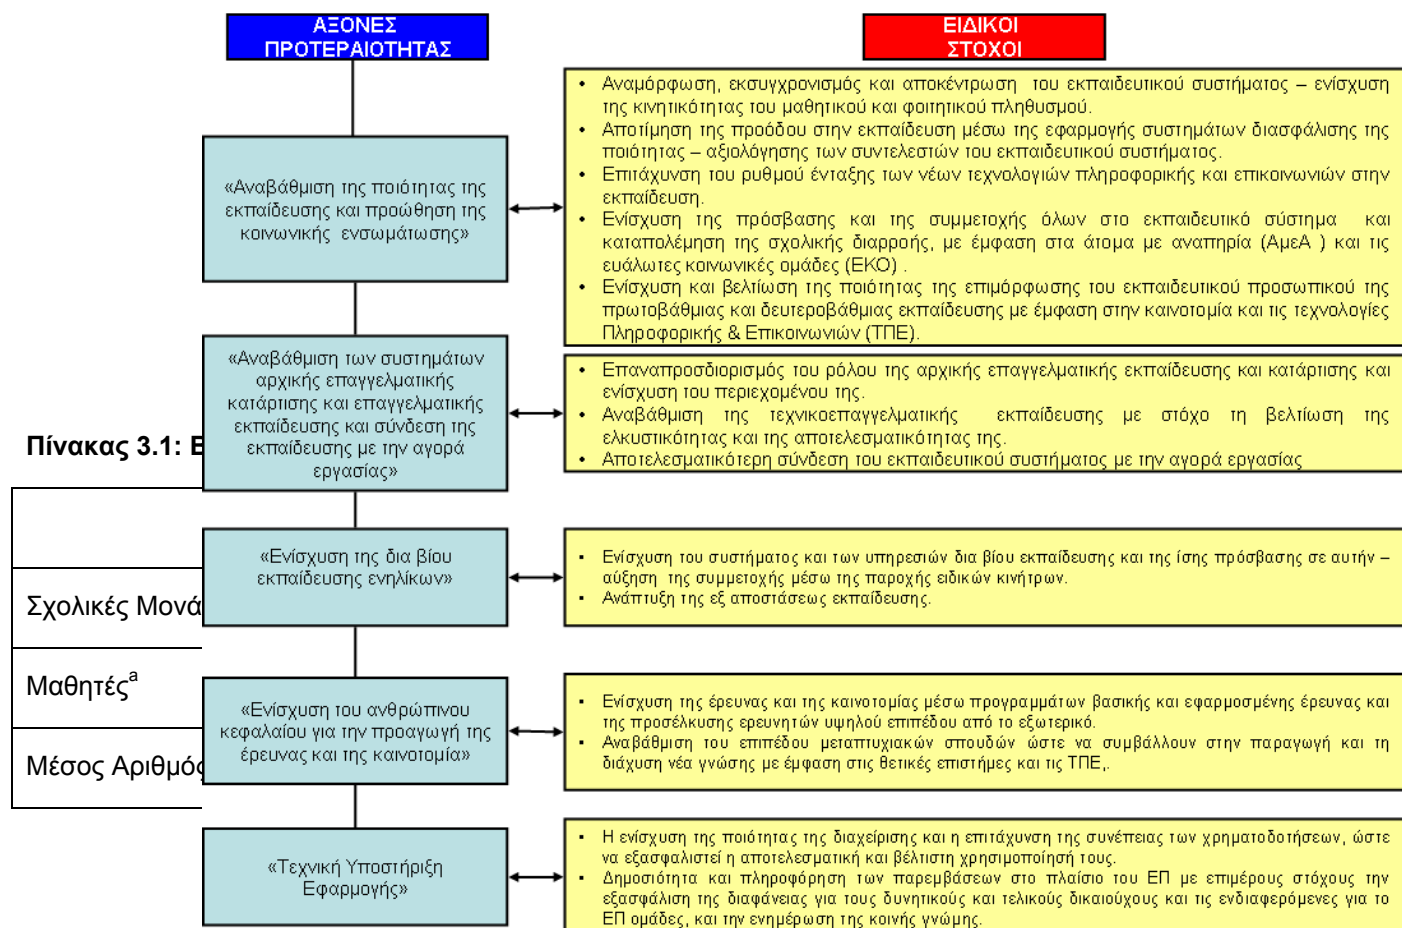 ΑΞΟΝΕΣ
ΠΡΟΤΕΡΑΙΟΤΗΤΑΣ
ΕΙΔΙΚΟΙ
ΣΤΟΧΟΙ
«Αναβάθμιση της ποιότητας της
εκπαίδευσης και προώθηση της
κοινωνικής ενσωμάτωσης»
• Αναμόρφωση, εκσυγχρονισμός και αποκέντρωση του εκπαιδευτικού συστήματος – ενίσχυση
της κινητικότητας του μαθητικού και φοιτητικού πληθυσμού.
• Αποτίμηση της προόδου στην εκπαίδευση μέσω της εφαρμογής συστημάτων διασφάλισης της
ποιότητας – αξιολόγησης των συντελεστών του εκπαιδευτικού συστήματος.
• Επιτάχυνση του ρυθμού ένταξης των νέων τεχνολογιών πληροφορικής και επικοινωνιών στην
εκπαίδευση.
• Ενίσχυση της πρόσβασης και της συμμετοχής όλων στο εκπαιδευτικό σύστημα και
καταπολέμηση της σχολικής διαρροής, με έμφαση στα άτομα με αναπηρία (ΑμεΑ ) και τις
ευάλωτες κοινωνικές ομάδες (ΕΚΟ) .
• Ενίσχυση και βελτίωση της ποιότητας της επιμόρφωσης του εκπαιδευτικού προσωπικού της
πρωτοβάθμιας και δευτεροβάθμιας εκπαίδευσης με έμφαση στην καινοτομία και τις τεχνολογίες
Πληροφορικής & Επικοινωνιών (ΤΠΕ).
«Αναβάθμιση των συστημάτων
αρχικής επαγγελματικής
κατάρτισης και επαγγελματικής
εκπαίδευσης και σύνδεση της
εκπαίδευσης με την αγορά
εργασίας»
• Επαναπροσδιορισμός του ρόλου της αρχικής επαγγελματικής εκπαίδευσης και κατάρτισης και
ενίσχυση του περιεχομένου της.
• Αναβάθμιση της τεχνικοεπαγγελματικής εκπαίδευσης με στόχο τη βελτίωση της
ελκυστικότητας και της αποτελεσματικότητας της.
• Αποτελεσματικότερη σύνδεση του εκπαιδευτικού συστήματος με την αγορά εργασίας
Πίνακας 3.1: Ε
«Ενίσχυση της δια βίου
εκπαίδευσης ενηλίκων»
▪ Ενίσχυση του συστήματος και των υπηρεσιών δια βίου εκπαίδευσης και της ίσης πρόσβασης σε αυτήν –
αύξηση της συμμετοχής μέσω της παροχής ειδικών κινήτρων.
▪ Ανάπτυξη της εξ αποστάσεως εκπαίδευσης.
Σχολικές Μονά
Μαθητές<sup>a</sup>
Μέσος Αριθμός
«Ενίσχυση του ανθρώπινου
κεφαλαίου για την προαγωγή της
έρευνας και της καινοτομία»
▪ Ενίσχυση της έρευνας και της καινοτομίας μέσω προγραμμάτων βασικής και εφαρμοσμένης έρευνας και
της προσέλκυσης ερευνητών υψηλού επιπέδου από το εξωτερικό.
▪ Αναβάθμιση του επιπέδου μεταπτυχιακών σπουδών ώστε να συμβάλλουν στην παραγωγή και τη
διάχυση νέα γνώσης με έμφαση στις θετικές επιστήμες και τις ΤΠΕ,.
«Τεχνική Υποστήριξη
Εφαρμογής»
▪ Η ενίσχυση της ποιότητας της διαχείρισης και η επιτάχυνση της συνέπειας των χρηματοδοτήσεων, ώστε
να εξασφαλιστεί η αποτελεσματική και βέλτιστη χρησιμοποίησή τους.
▪ Δημοσιότητα και πληροφόρηση των παρεμβάσεων στο πλαίσιο του ΕΠ με επιμέρους στόχους την
εξασφάλιση της διαφάνειας για τους δυνητικούς και τελικούς δικαιούχους και τις ενδιαφερόμενες για το
ΕΠ ομάδες, και την ενημέρωση της κοινής γνώμης.